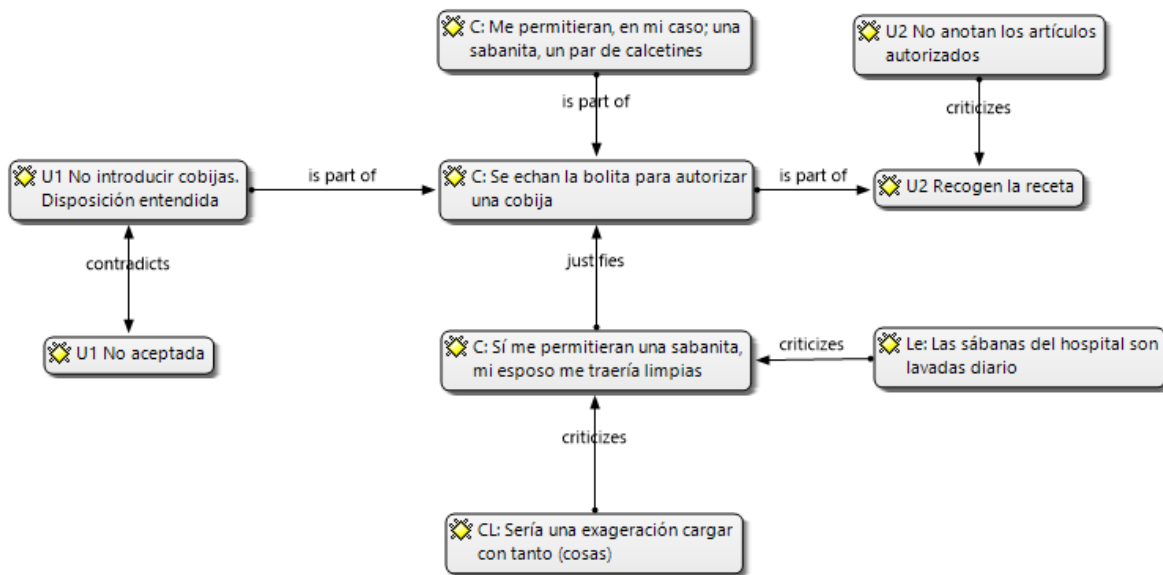 C: Me permitieran, en mi caso; una
sabanita, un par de calcetines
U2 No anotan los artículos
autorizados
is part of
criticizes
U1 No introducir cobijas.
Disposición entendida
is part of
C: Se echan la bolita para autorizar
una cobija
is part of
U2 Recogen la receta
contradicts
justifies
U1 No aceptada
C: Sí me permitieran una sabanita,
mi esposo me traería limpias
criticizes
Le: Las sábanas del hospital son
lavadas diario
criticizes
CL: Sería una exageración cargar
con tanto (cosas)